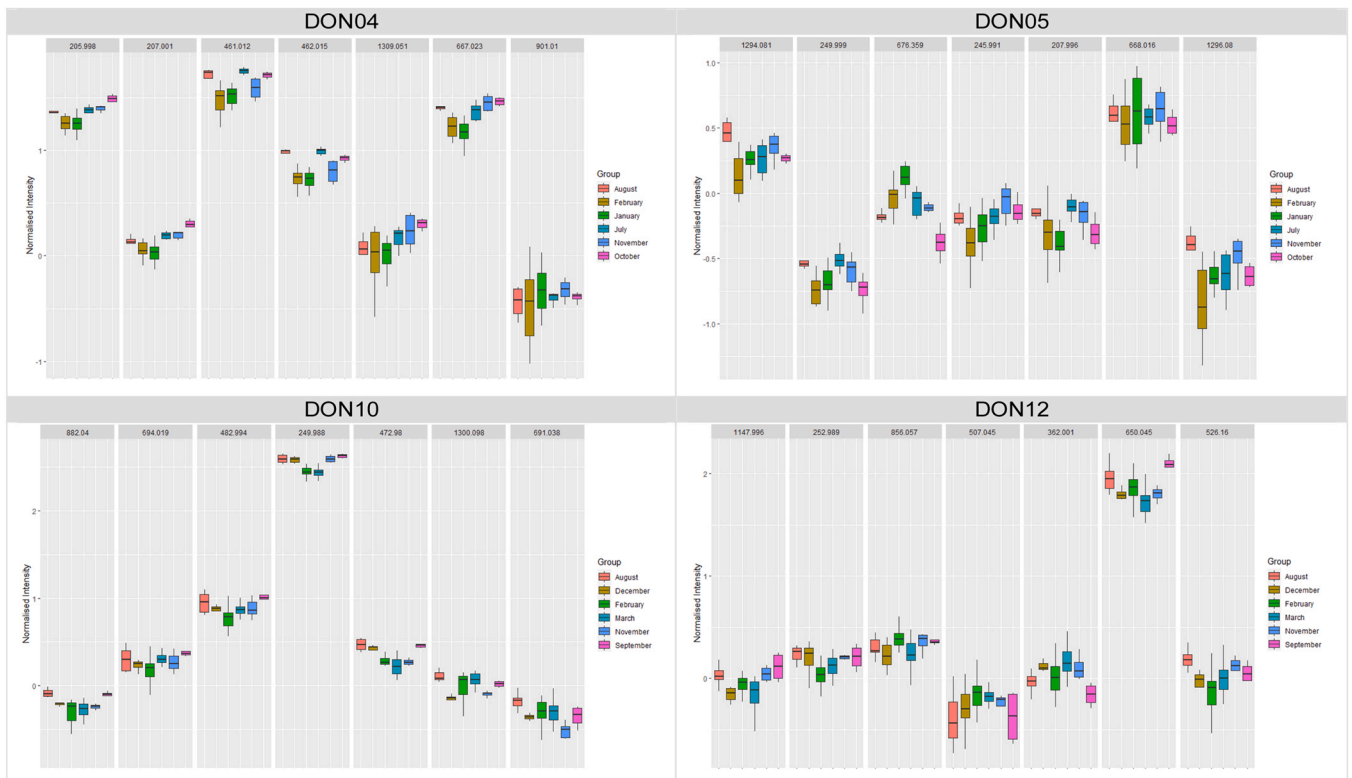 DON04
205.998 207.001 461.012 462.015 1309.051 667.023 901.01
1
0
-1
Normalised Intensity
Group
August
February
January
July
November
October
DON05
1294.081 249.999 676.359 245.991 207.996 668.016 1296.08
1.0
0.5
0.0
-0.5
-1.0
Normalised Intensity
Group
August
February
January
July
November
October
DON10
882.04 694.019 482.994 249.988 472.98 1300.098 691.038
2
1
0
Normalised Intensity
Group
August
December
February
March
November
September
DON12
1147.996 252.989 856.057 507.045 362.001 650.045 526.16
2
1
0
Normalised Intensity
Group
August
December
February
March
November
September